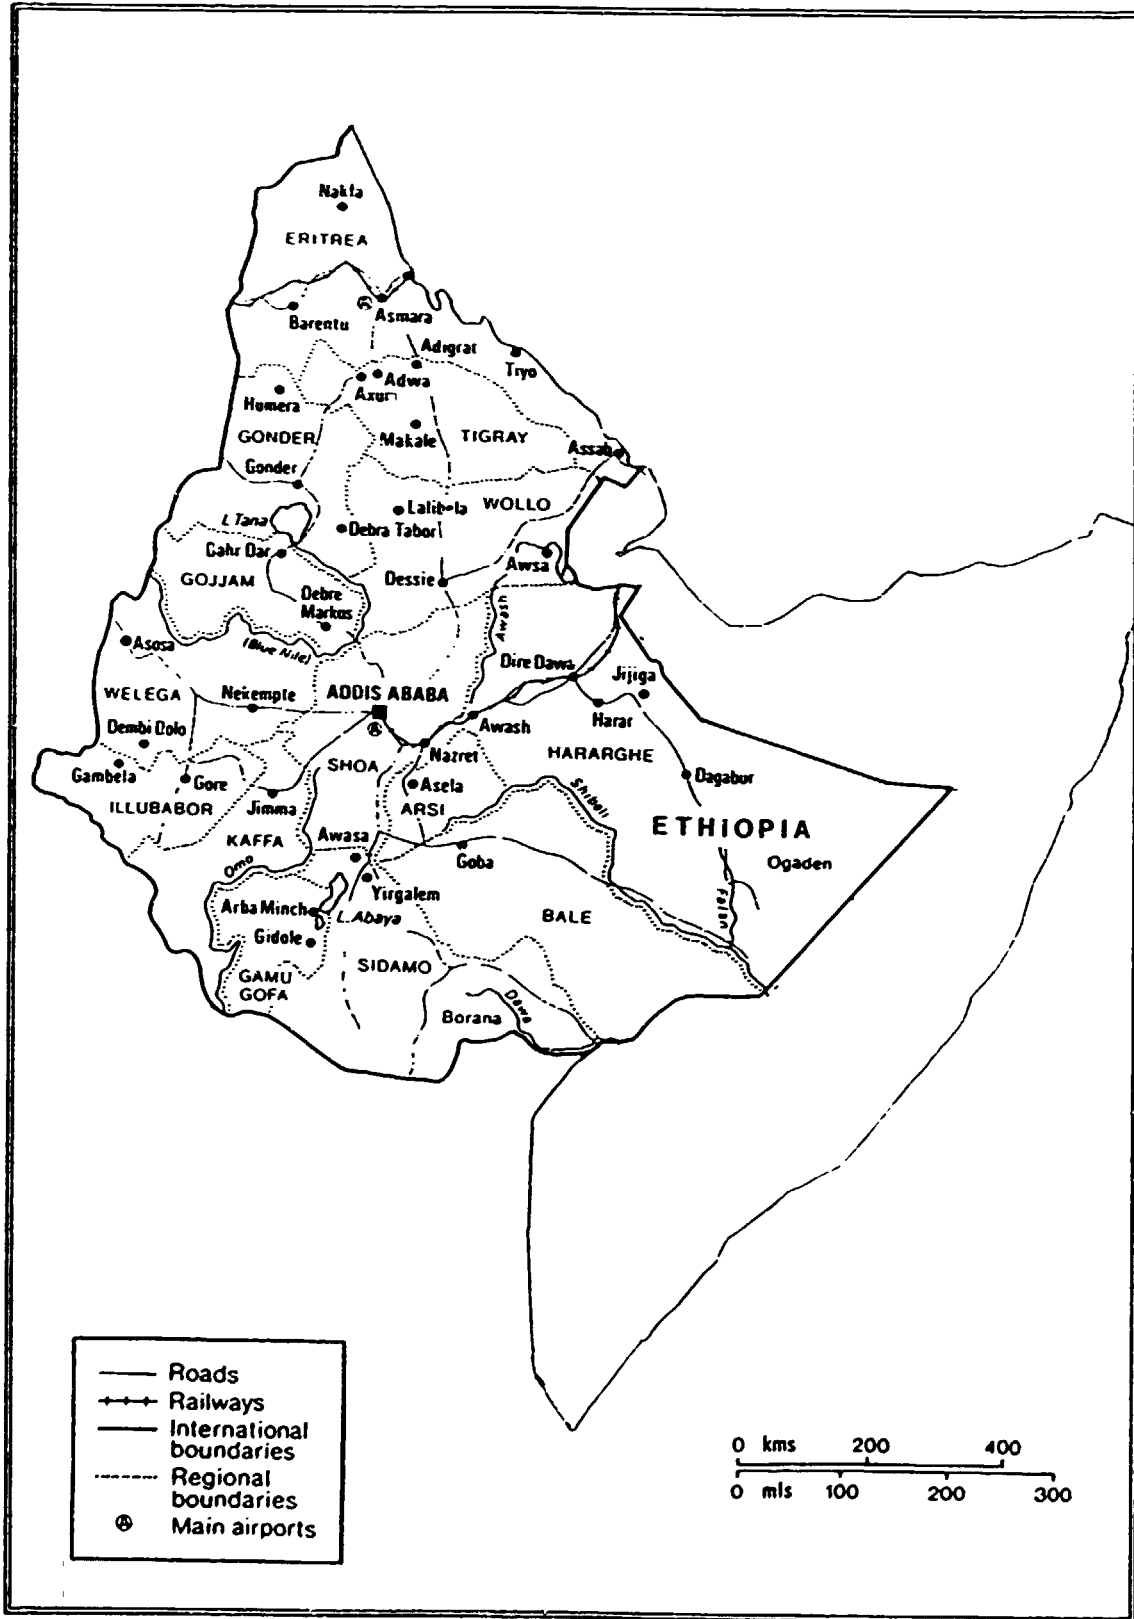 Nakfa
ERITREA
Asmara
Barentu
Adigrat
Tiyo
Adwa
Axum
Humera
GONDER
Makale
TIGRAY
Assab
Gonder
Lalibela
WOLLO
L Tana
Debra Tabor
Bahr Dar
Awsa
GOJJAM
Dessie
Debre
Markos
Awash
Asosa
(Blue Nile)
Dire Dawa
Jijiga
WELEGA
Nekempte
ADDIS ABABA
Harar
Awash
Dembi Dolo
Nazret
HARARGHE
SHOA
Gambela
Gore
Asela
Dagabur
ILLUBABOR
Jimma
ARSI
Shibeli
KAFFA
Awasa
ETHIOPIA
Goba
Ogaden
Omo
Yirgalem
Arba Minch
L. Abaya
BALE
Fafan
Gidole
SIDAMO
GAMU
GOFA
Borana
Dawa
Roads
Railways
International
boundaries
Regional
boundaries
A Main airports
0 kms 200 400
0 mls 100 200 300